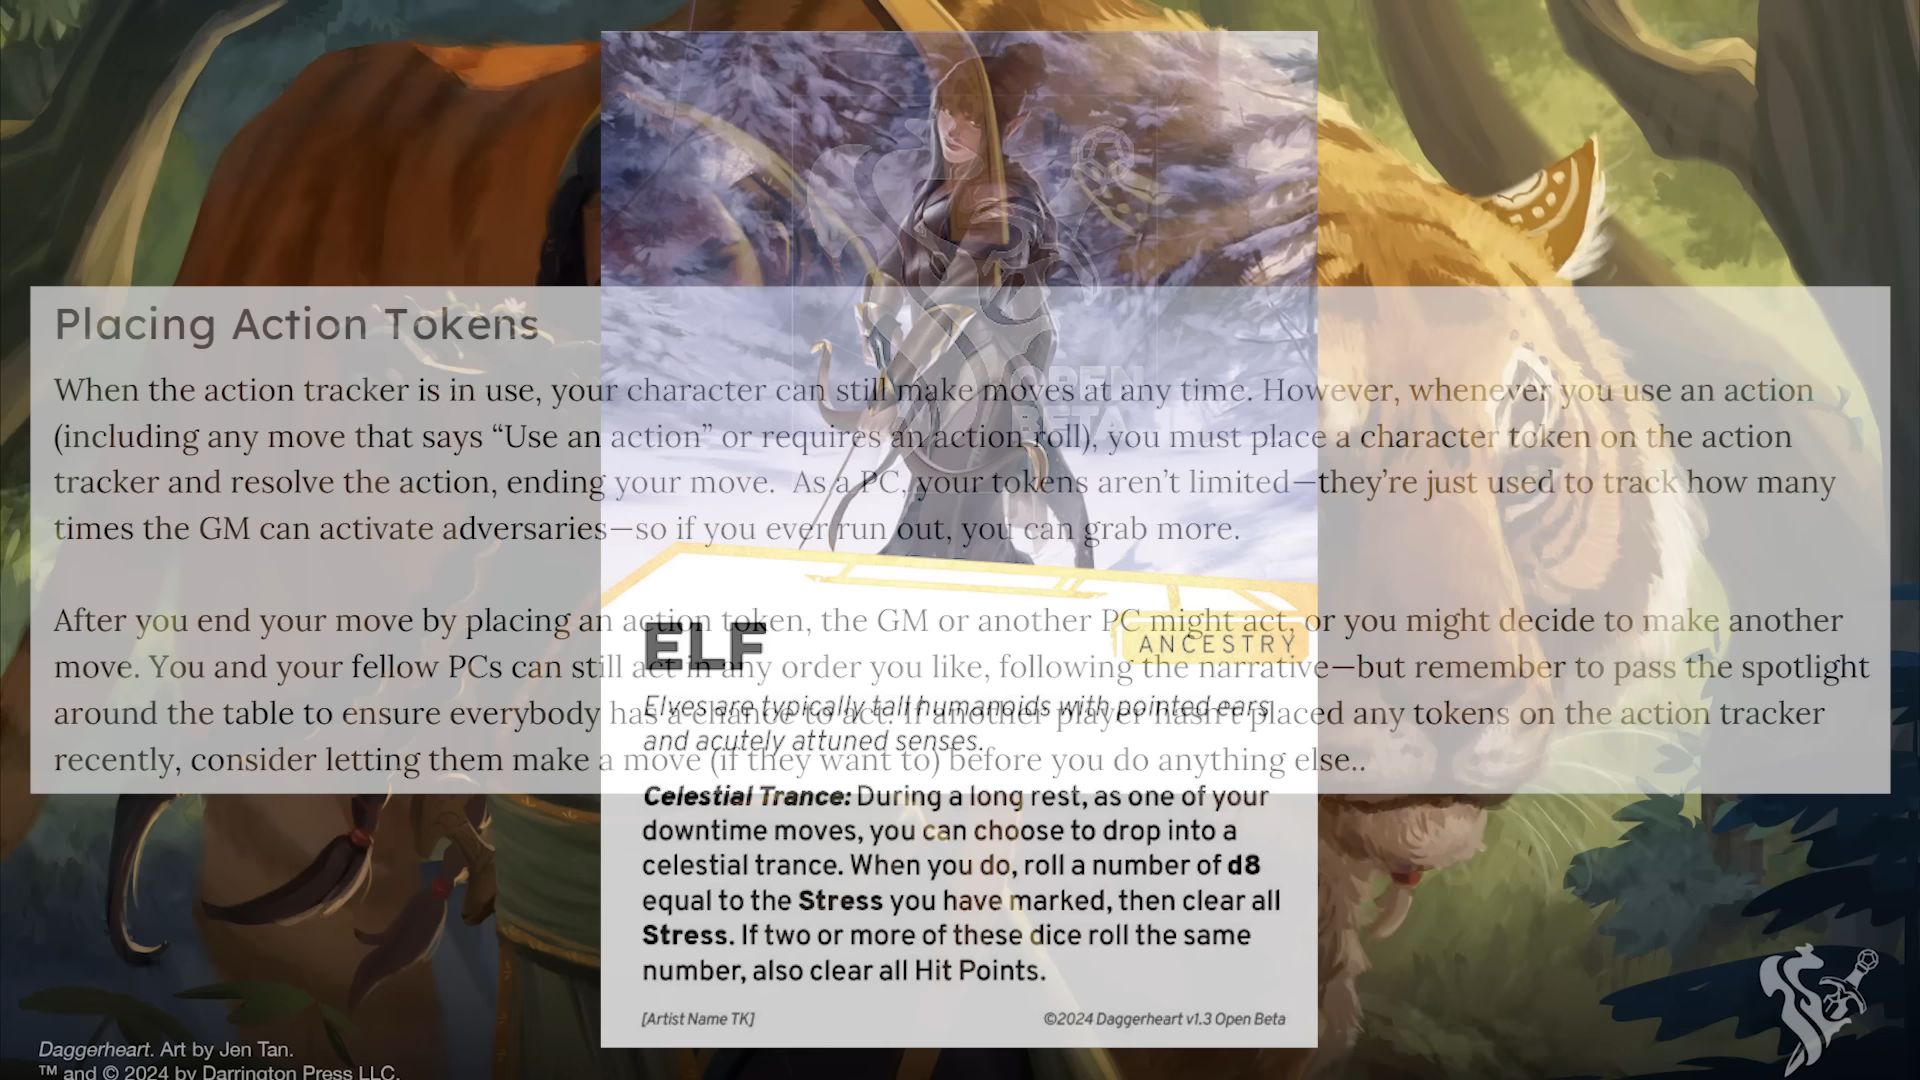 Placing Action Tokens
When the action tracker is in use, your character can still make moves at any time. However, whenever you use an action
(including any move that says “Use an action” or requires an action roll), you must place a character token on the action
tracker and resolve the action, ending your move. As a PC, your tokens aren’t limited—they’re just used to track how many
times the GM can activate adversaries—so if you ever run out, you can grab more.
After you end your move by placing an action token, the GM or another PC might act, or you might decide to make another
move. You and your fellow PCs can still act in any order you like, following the narrative—but remember to pass the spotlight
around the table to ensure everybody has a chance to act. If another player hasn’t placed any tokens on the action tracker
recently, consider letting them make a move (if they want to) before you do anything else..
OPEN
BETA
ELF
ANCESTRY
Elves are typically tall humanoids with pointed ears
and acutely attuned senses.
Celestial Trance: During a long rest, as one of your
downtime moves, you can choose to drop into a
celestial trance. When you do, roll a number of d8
equal to the Stress you have marked, then clear all
Stress. If two or more of these dice roll the same
number, also clear all Hit Points.
[Artist Name TK]
©2024 Daggerheart v1.3 Open Beta
Daggerheart. Art by Jen Tan.
™ and © 2024 by Darrington Press LLC.